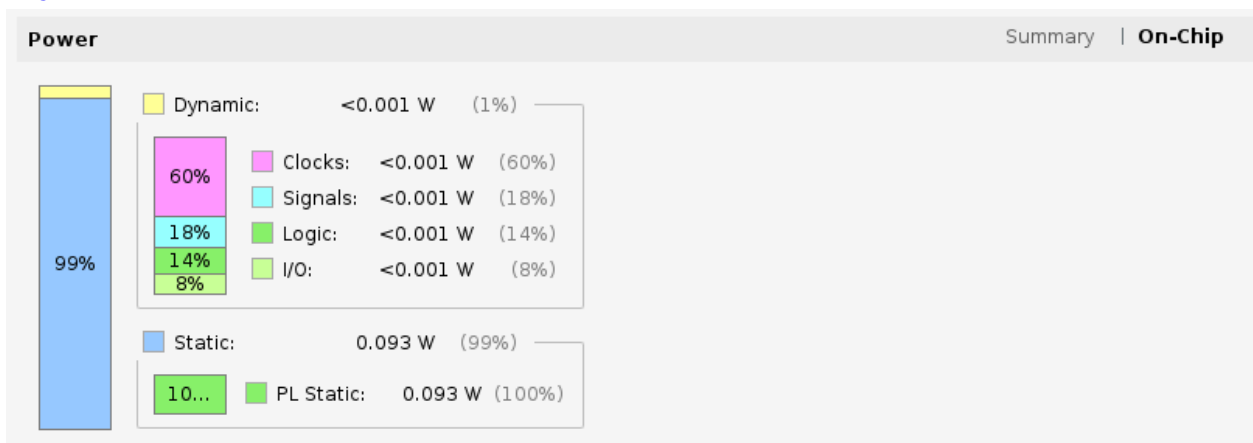 Power Summary | On-Chip
Dynamic: <0.001 W (1%)
60% Clocks: <0.001 W (60%)
Signals: <0.001 W (18%)
18% Logic: <0.001 W (14%)
14% I/O: <0.001 W (8%)
8%
99%
Static: 0.093 W (99%)
10... PL Static: 0.093 W (100%)